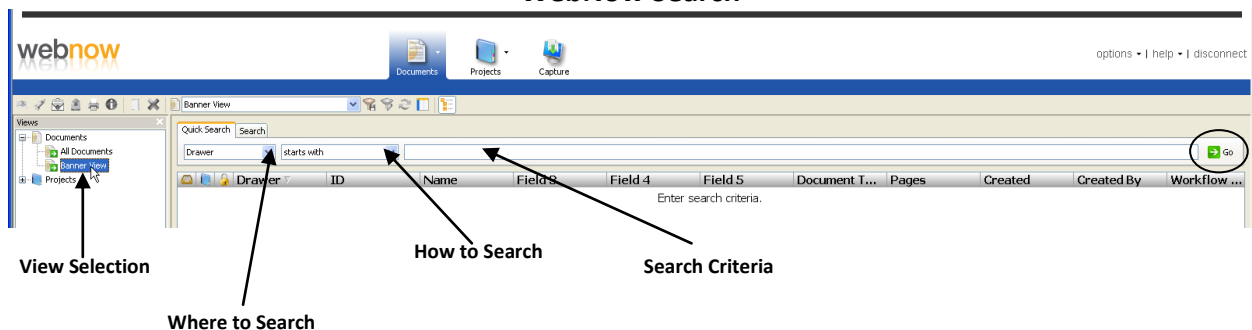 WebNow Search
webnow
Documents
Projects
Capture
options | help | disconnect
Banner View
Views
Documents
All Documents
Banner View
Projects
Quick Search Search
Drawer starts with Go
Drawer ID Name Field 3 Field 4 Field 5 Document T... Pages Created Created By Workflow ...
Enter search criteria.
View Selection
How to Search
Search Criteria
Where to Search